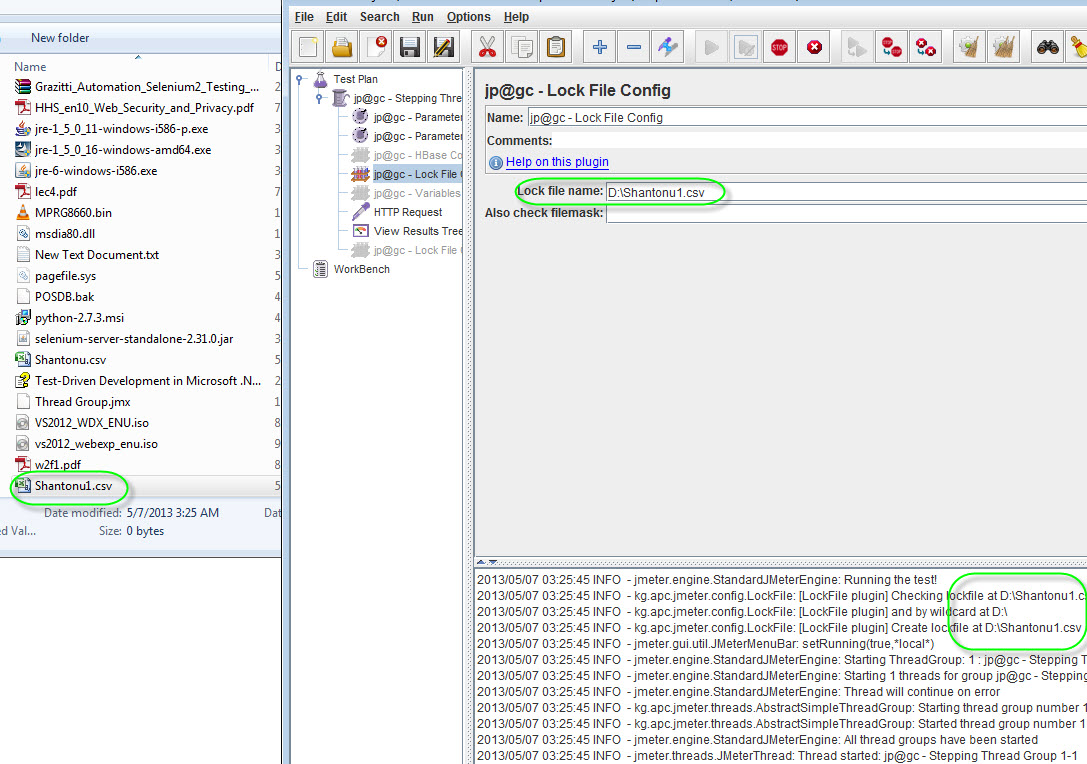 New folder
Name
Grazitti_Automation_Selenium2_Testing_...
HHS_en10_Web_Security_and_Privacy.pdf
jre-1_5_0_11-windows-i586-p.exe
jre-1_5_0_16-windows-amd64.exe
jre-6-windows-i586.exe
lec4.pdf
MPRG8660.bin
msdia80.dll
New Text Document.txt
pagefile.sys
POSDB.bak
python-2.7.3.msi
selenium-server-standalone-2.31.0.jar
Shantonu.csv
Test-Driven Development in Microsoft .N...
Thread Group.jmx
VS2012_WDX_ENU.iso
vs2012_webexp_enu.iso
w2f1.pdf
Shantonu1.csv
Date modified: 5/7/2013 3:25 AM Dat
ed Val... Size: 0 bytes
File Edit Search Run Options Help
STOP
Test Plan
jp@gc - Stepping Thre
jp@gc - Parameter
jp@gc - Parameter
jp@gc - HBase Co
jp@gc - Lock File
jp@gc - Variables
HTTP Request
View Results Tree
jp@gc - Lock File
WorkBench
jp@gc - Lock File Config
Name: jp@gc - Lock File Config
Comments:
Help on this plugin
Lock file name: D:\Shantonu1.csv
Also check filemask:
2013/05/07 03:25:45 INFO - jmeter.engine.StandardJMeterEngine: Running the test!
2013/05/07 03:25:45 INFO - kg.apc.jmeter.config.LockFile: [LockFile plugin] Checking lockfile at D:\Shantonu1.c
2013/05/07 03:25:45 INFO - kg.apc.jmeter.config.LockFile: [LockFile plugin] and by wildcard at D:\
2013/05/07 03:25:45 INFO - kg.apc.jmeter.config.LockFile: [LockFile plugin] Create lockfile at D:\Shantonu1.csv
2013/05/07 03:25:45 INFO - jmeter.gui.util.JMeterMenuBar: setRunning(true,*local*)
2013/05/07 03:25:45 INFO - jmeter.engine.StandardJMeterEngine: Starting ThreadGroup: 1 : jp@gc - Stepping T
2013/05/07 03:25:45 INFO - jmeter.engine.StandardJMeterEngine: Starting 1 threads for group jp@gc - Stepping
2013/05/07 03:25:45 INFO - jmeter.engine.StandardJMeterEngine: Thread will continue on error
2013/05/07 03:25:45 INFO - kg.apc.jmeter.threads.AbstractSimpleThreadGroup: Starting thread group number 1
2013/05/07 03:25:45 INFO - kg.apc.jmeter.threads.AbstractSimpleThreadGroup: Started thread group number 1
2013/05/07 03:25:45 INFO - jmeter.engine.StandardJMeterEngine: All thread groups have been started
2013/05/07 03:25:45 INFO - jmeter.threads.JMeterThread: Thread started: jp@gc - Stepping Thread Group 1-1